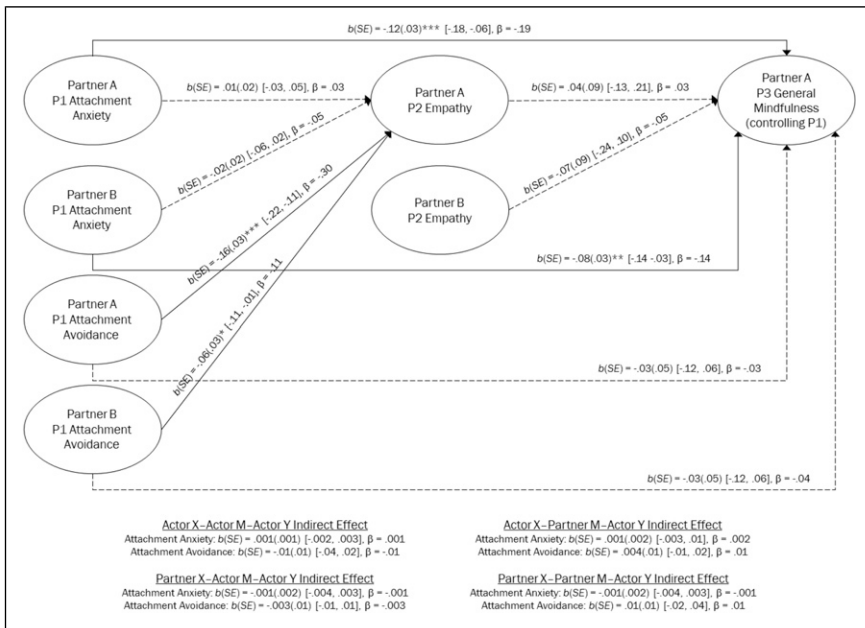 b(SE) = -.12(.03)*** [-.18, -.06], β = -.19
Partner A
P1 Attachment
Anxiety
b(SE) = .01(.02) [-.03, .05], β = .03
Partner A
P2 Empathy
b(SE) = .04(.09) [-.13, .21], β = .03
Partner A
P3 General
Mindfulness
(controlling P1)
b(SE) = -.02(.02) [-.06, .02], β = -.05
b(SE) = -.07(.09) [-.24, .10], β = -.05
Partner B
P1 Attachment
Anxiety
Partner B
P2 Empathy
b(SE) = -.16(.03)*** [-.22, -.11], β = -.30
b(SE) = -.08(.03)** [-.14 -.03], β = -.14
Partner A
P1 Attachment
Avoidance
b(SE) = -.06(.03)* [-.11, -.01], β = -.11
b(SE) = -.03(.05) [-.12, .06], β = -.03
Partner B
P1 Attachment
Avoidance
b(SE) = -.03(.05) [-.12, .06], β = -.04
Actor X–Actor M–Actor Y Indirect Effect
Attachment Anxiety: b(SE) = .001(.001) [-.002, .003], β = .001
Attachment Avoidance: b(SE) = -.01(.01) [-.04, .02], β = -.01
Actor X–Partner M–Actor Y Indirect Effect
Attachment Anxiety: b(SE) = .001(.002) [-.003, .01], β = .002
Attachment Avoidance: b(SE) = .004(.01) [-.01, .02], β = .01
Partner X–Actor M–Actor Y Indirect Effect
Attachment Anxiety: b(SE) = -.001(.002) [-.004, .003], β = -.001
Attachment Avoidance: b(SE) = -.003(.01) [-.01, .01], β = -.003
Partner X–Partner M–Actor Y Indirect Effect
Attachment Anxiety: b(SE) = -.001(.002) [-.004, .003], β = -.001
Attachment Avoidance: b(SE) = .01(.01) [-.02, .04], β = .01